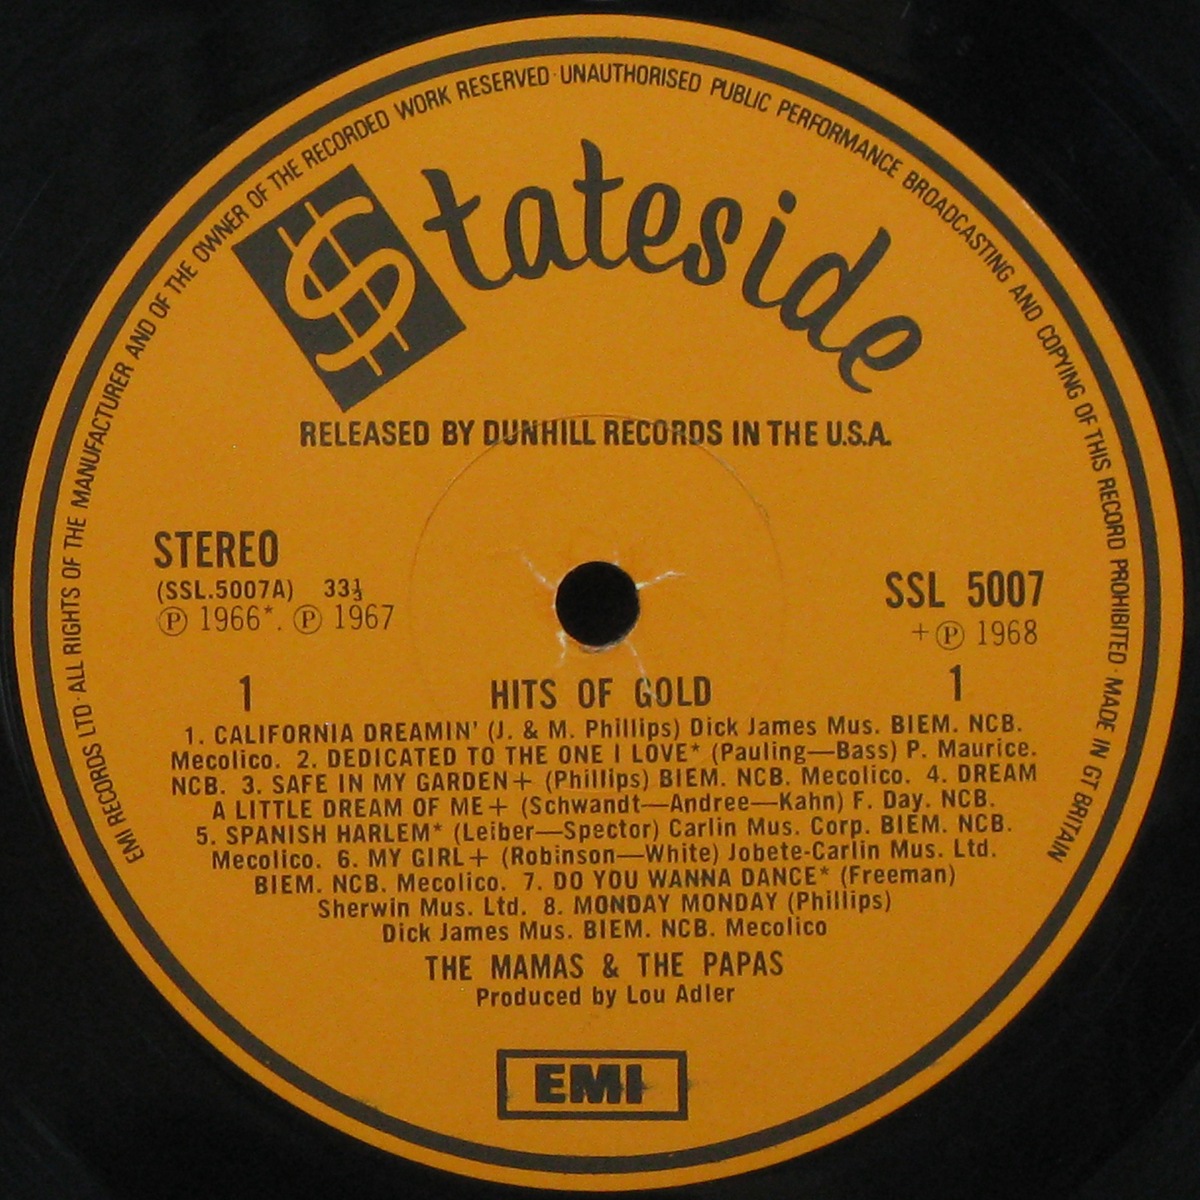 EMI RECORDS LTD · ALL RIGHTS OF THE MANUFACTURER AND OF THE OWNER OF THE RECORDED WORK RESERVED · UNAUTHORISED PUBLIC PERFORMANCE BROADCASTING AND COPYING OF THIS RECORD PROHIBITED · MADE IN GT BRITAIN
Stateside
RELEASED BY DUNHILL RECORDS IN THE U.S.A.
STEREO
(SSL.5007A) 33⅓
Ⓟ 1966*. Ⓟ 1967
SSL 5007
+Ⓟ 1968
1 HITS OF GOLD 1
1. CALIFORNIA DREAMIN' (J. & M. Phillips) Dick James Mus. BIEM. NCB.
Mecolico. 2. DEDICATED TO THE ONE I LOVE* (Pauling—Bass) P. Maurice.
NCB. 3. SAFE IN MY GARDEN+ (Phillips) BIEM. NCB. Mecolico. 4. DREAM
A LITTLE DREAM OF ME+ (Schwandt—Andree—Kahn) F. Day. NCB.
5. SPANISH HARLEM* (Leiber—Spector) Carlin Mus. Corp. BIEM. NCB.
Mecolico. 6. MY GIRL+ (Robinson—White) Jobete-Carlin Mus. Ltd.
BIEM. NCB. Mecolico. 7. DO YOU WANNA DANCE* (Freeman)
Sherwin Mus. Ltd. 8. MONDAY MONDAY (Phillips)
Dick James Mus. BIEM. NCB. Mecolico
THE MAMAS & THE PAPAS
Produced by Lou Adler
EMI